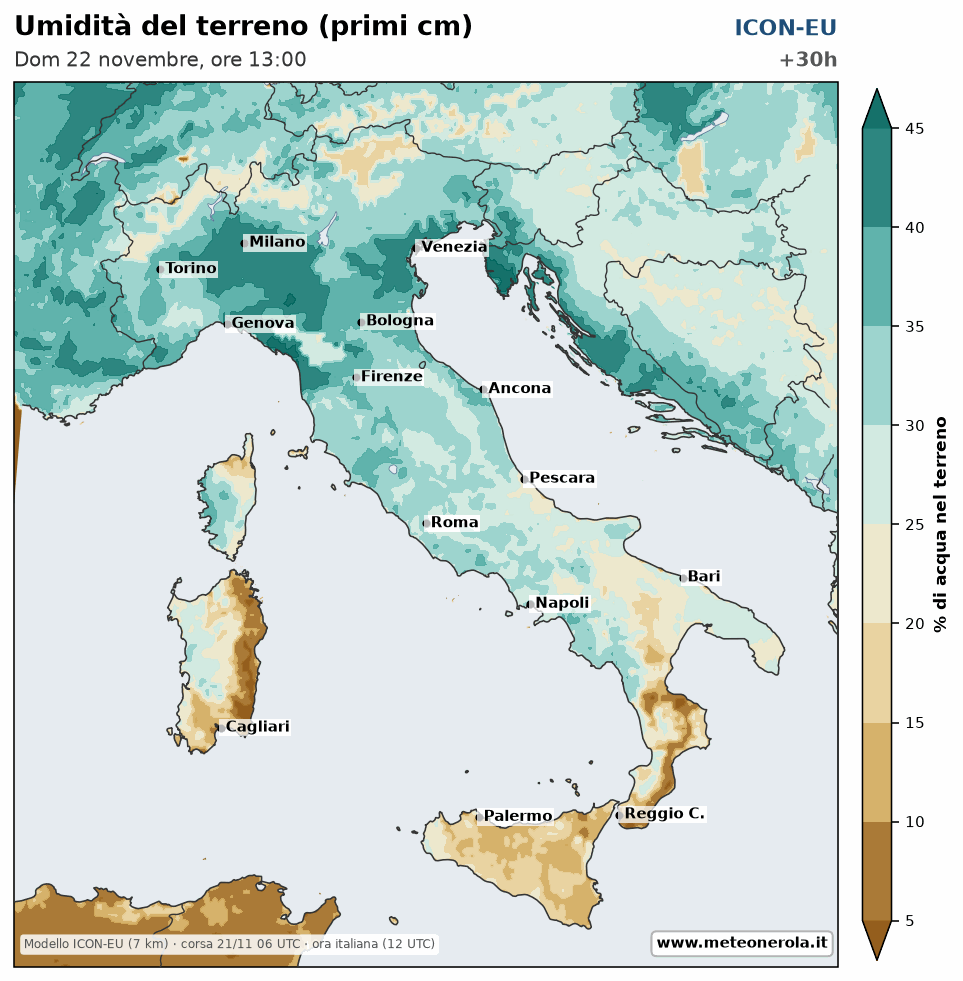 Umidità del terreno (primi cm)
ICON-EU
Dom 22 novembre, ore 13:00
+30h
Milano
Venezia
Torino
Genova
Bologna
Firenze
Ancona
Pescara
Roma
Bari
Napoli
Cagliari
Palermo
Reggio C.
45
40
35
30
25
20
15
10
5
% di acqua nel terreno
Modello ICON-EU (7 km) · corsa 21/11 06 UTC · ora italiana (12 UTC)
www.meteonerola.it